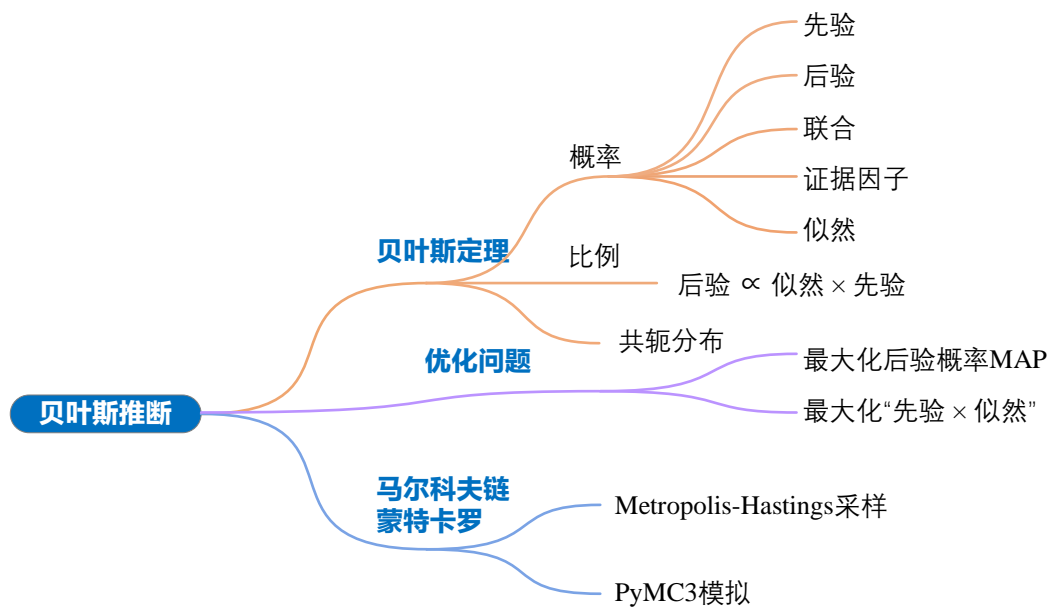 先验
后验
联合
概率
证据因子
似然
贝叶斯定理
比例
后验 ∝ 似然 × 先验
共轭分布
优化问题
最大化后验概率MAP
贝叶斯推断
最大化“先验 × 似然”
马尔科夫链
蒙特卡罗
Metropolis-Hastings采样
PyMC3模拟